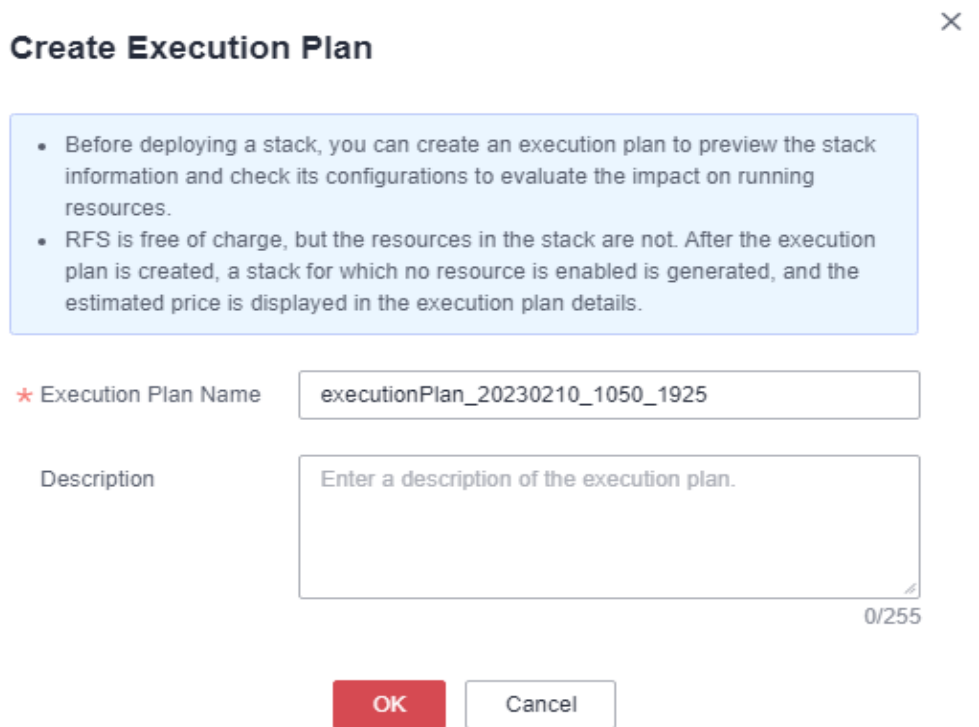 Create Execution Plan
• Before deploying a stack, you can create an execution plan to preview the stack
information and check its configurations to evaluate the impact on running
resources.
• RFS is free of charge, but the resources in the stack are not. After the execution
plan is created, a stack for which no resource is enabled is generated, and the
estimated price is displayed in the execution plan details.
* Execution Plan Name executionPlan_20230210_1050_1925
Description Enter a description of the execution plan.
0/255
OK Cancel